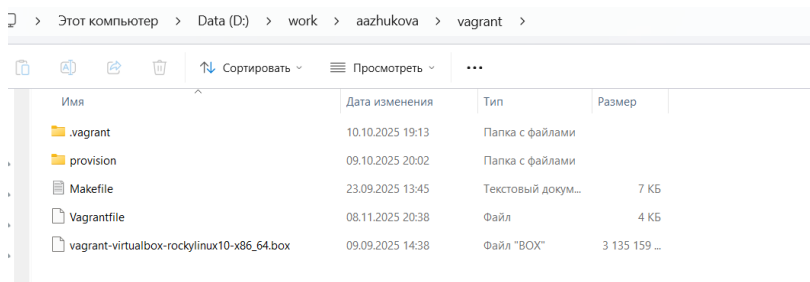 Этот компьютер > Data (D:) > work > aazhukova > vagrant >
Сортировать Просмотреть ...
Имя Дата изменения Тип Размер
.vagrant 10.10.2025 19:13 Папка с файлами
provision 09.10.2025 20:02 Папка с файлами
Makefile 23.09.2025 13:45 Текстовый докум... 7 КБ
Vagrantfile 08.11.2025 20:38 Файл 4 КБ
vagrant-virtualbox-rockylinux10-x86_64.box 09.09.2025 14:38 Файл "BOX" 3 135 159 ...